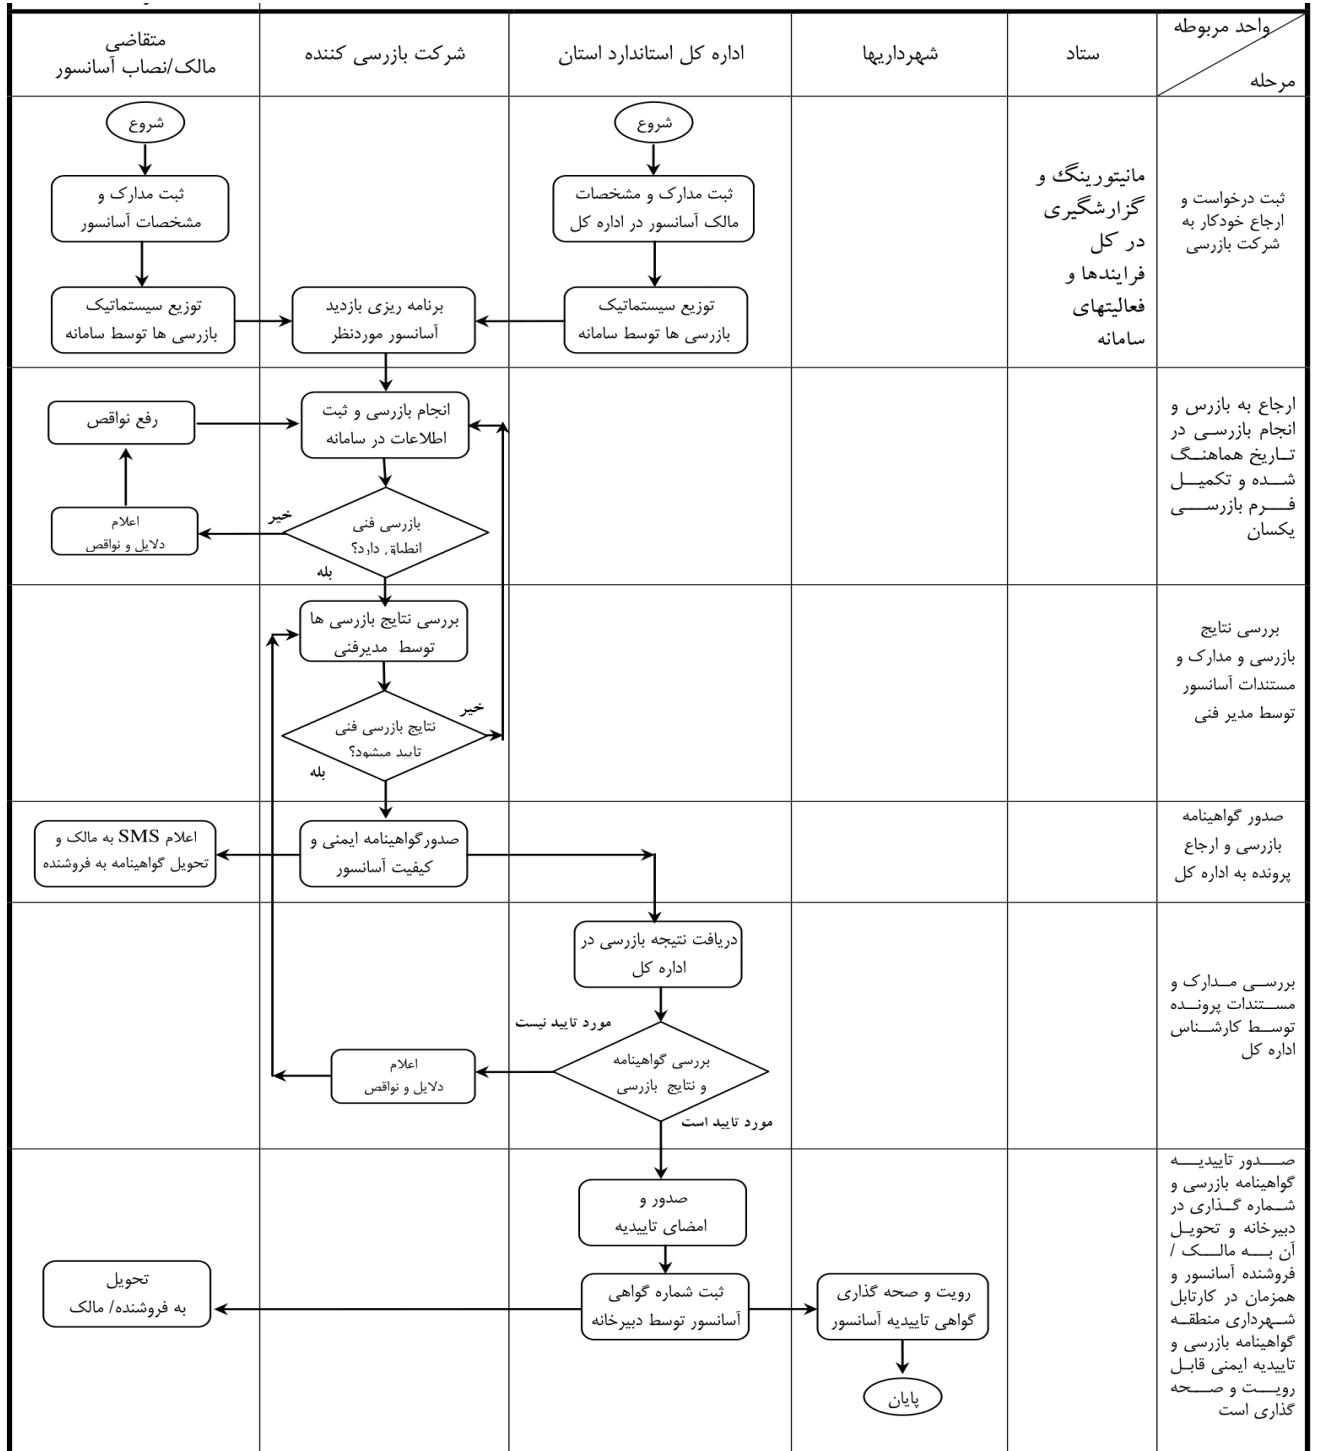 واحد مربوطه
مرحله
ستاد
شهرداریها
اداره کل استاندارد استان
شرکت بازرسی کننده
متقاضی
مالک/نصاب آسانسور
ثبت درخواست و
ارجاع خودکار به
شرکت بازرسی
مانیتورینگ و
گزارشگیری
در کل
فرایندها و
فعالیتهای
سامانه
شروع
ثبت مدارک و مشخصات
مالک آسانسور در اداره کل
توزیع سیستماتیک
بازرسی ها توسط سامانه
برنامه ریزی بازدید
آسانسور موردنظر
شروع
ثبت مدارک و
مشخصات آسانسور
توزیع سیستماتیک
بازرسی ها توسط سامانه
ارجاع به بازرس و
انجام بازرسی در
تاریخ هماهنگ
شده و تکمیل
فرم بازرسی
یکسان
انجام بازرسی و ثبت
اطلاعات در سامانه
بازرسی فنی
انطباق دارد؟
خیر
بله
رفع نواقص
اعلام
دلایل و نواقص
بررسی نتایج
بازرسی و مدارک و
مستندات آسانسور
توسط مدیر فنی
بررسی نتایج بازرسی ها
توسط مدیرفنی
نتایج بازرسی فنی
تایید میشود؟
خیر
بله
صدور گواهینامه
بازرسی و ارجاع
پرونده به اداره کل
صدورگواهینامه ایمنی و
کیفیت آسانسور
اعلام SMS به مالک و
تحویل گواهینامه به فروشنده
بررسی مدارک و
مستندات پرونده
توسط کارشناس
اداره کل
دریافت نتیجه بازرسی در
اداره کل
مورد تایید نیست
بررسی گواهینامه
و نتایج بازرسی
مورد تایید است
اعلام
دلایل و نواقص
صدور تاییدیه
گواهینامه بازرسی و
شماره گذاری در
دبیرخانه و تحویل
آن به مالک /
فروشنده آسانسور و
همزمان در کارتابل
شهرداری منطقه
گواهینامه بازرسی و
تاییدیه ایمنی قابل
رویت و صحه
گذاری است
صدور و
امضای تاییدیه
ثبت شماره گواهی
آسانسور توسط دبیرخانه
رویت و صحه گذاری
گواهی تاییدیه آسانسور
پایان
تحویل
به فروشنده/ مالک